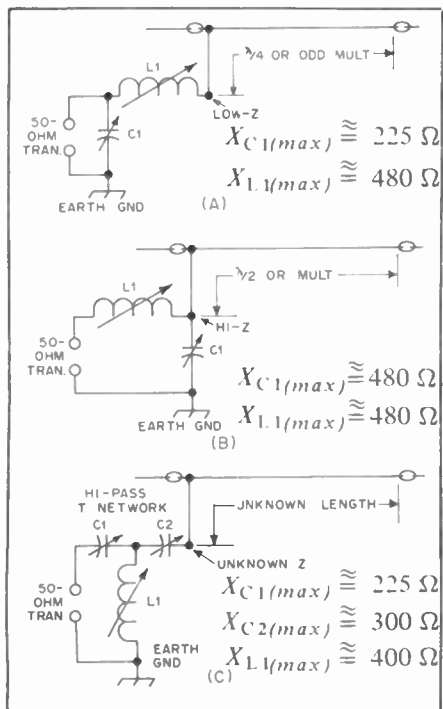 λ/4 OR ODD MULT
L1
LOW-Z
50-
OHM
TRAN.
C1
EARTH GND
X_C1(max) ≅ 225 Ω
X_L1(max) ≅ 480 Ω
(A)
λ/2 OR MULT
L1
HI-Z
50-
OHM
TRAN.
C1
EARTH GND
X_C1(max) ≅ 480 Ω
X_L1(max) ≅ 480 Ω
(B)
HI-PASS
T NETWORK
C1
C2
JNKNOWN LENGTH
UNKNOWN Z
50-
OHM
TRAN
L1
EARTH
GND
X_C1(max) ≅ 225 Ω
X_C2(max) ≅ 300 Ω
X_L1(max) ≅ 400 Ω
(C)